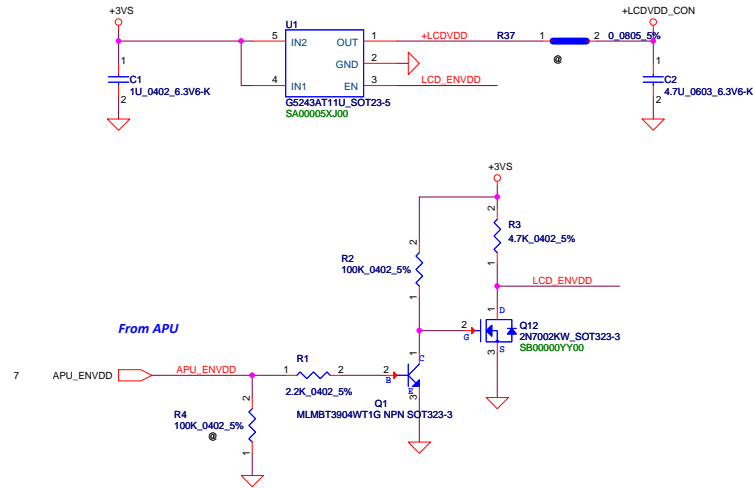 +3VS
+LCDVDD_CON
U1
5 IN2 OUT 1 +LCDVDD R37 1 2 0_0805_5%
GND 2
@
4 IN1 EN 3 LCD_ENVDD
1
C1
1U_0402_6.3V6-K
2
G5243AT11U_SOT23-5
SA00005XJ00
1
C2
4.7U_0603_6.3V6-K
2
+3VS
2
R3
4.7K_0402_5%
1
2
R2
100K_0402_5%
1
LCD_ENVDD
1 D
Q12
2N7002KW_SOT323-3
SB00000YY00
2
G
S
3
From APU
7 APU_ENVDD APU_ENVDD
R1
1 2
2.2K_0402_5%
2
B
1
C
E
3
Q1
MLMBT3904WT1G NPN SOT323-3
2
R4
100K_0402_5%
@
1